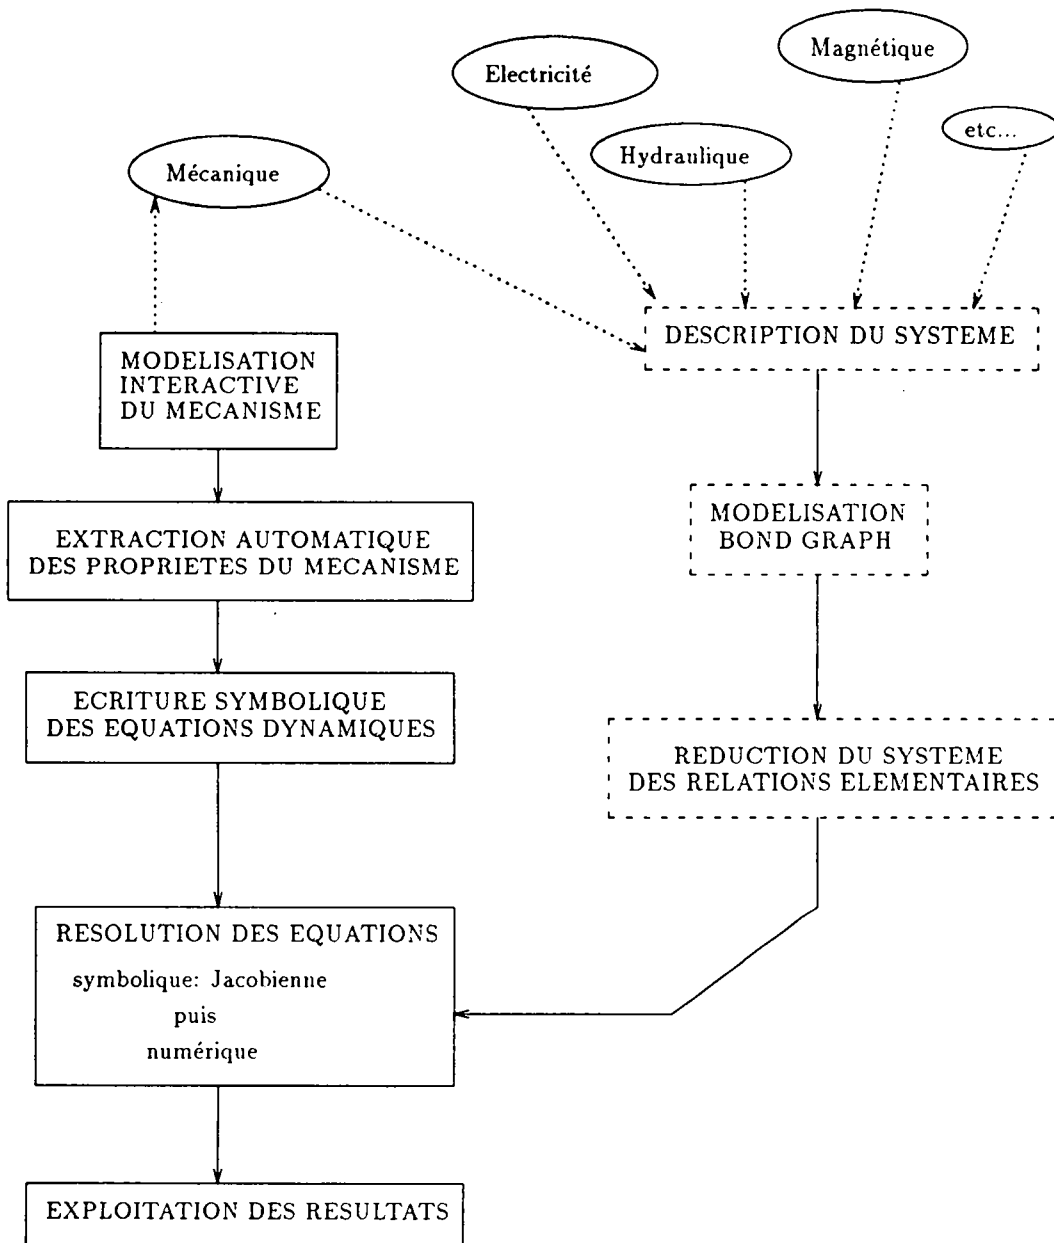 Magnétique
Electricité
etc...
Hydraulique
Mécanique
DESCRIPTION DU SYSTEME
MODELISATION
INTERACTIVE
DU MECANISME
MODELISATION
BOND GRAPH
EXTRACTION AUTOMATIQUE
DES PROPRIETES DU MECANISME
ECRITURE SYMBOLIQUE
DES EQUATIONS DYNAMIQUES
REDUCTION DU SYSTEME
DES RELATIONS ELEMENTAIRES
RESOLUTION DES EQUATIONS
symbolique: Jacobienne
puis
numérique
EXPLOITATION DES RESULTATS